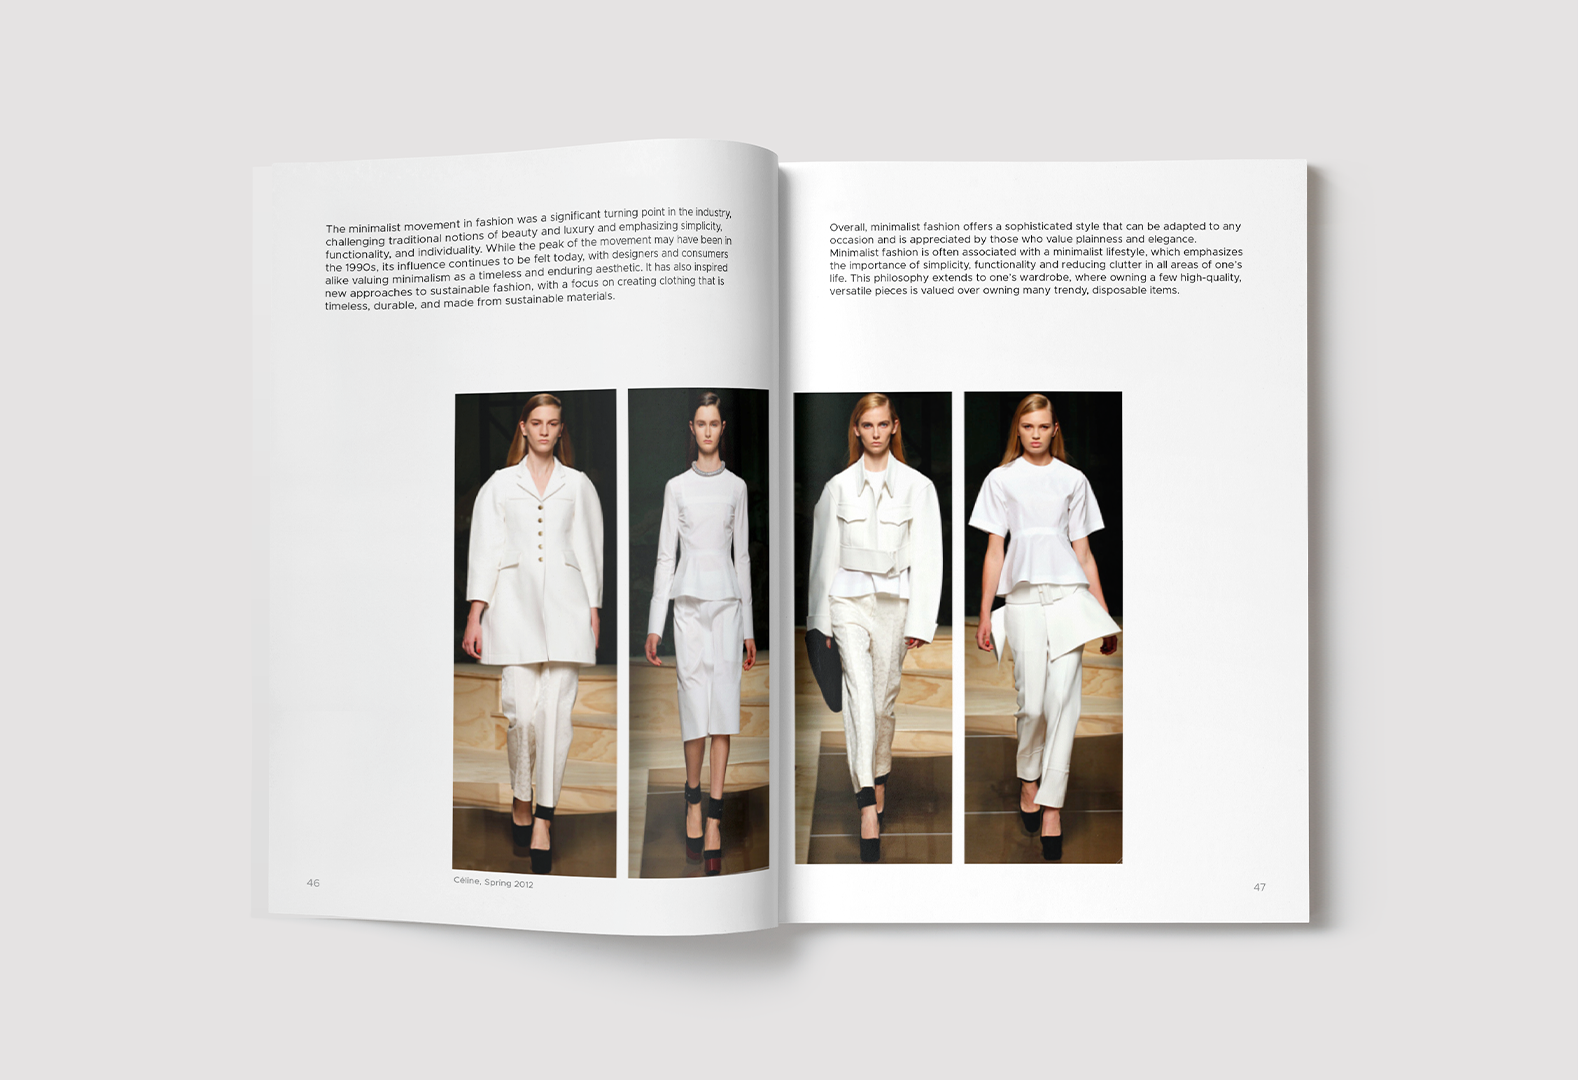 The minimalist movement in fashion was a significant turning point in the industry,
challenging traditional notions of beauty and luxury and emphasizing simplicity,
functionality, and individuality. While the peak of the movement may have been in
the 1990s, its influence continues to be felt today, with designers and consumers
alike valuing minimalism as a timeless and enduring aesthetic. It has also inspired
new approaches to sustainable fashion, with a focus on creating clothing that is
timeless, durable, and made from sustainable materials.
46
Céline, Spring 2012
Overall, minimalist fashion offers a sophisticated style that can be adapted to any
occasion and is appreciated by those who value plainness and elegance.
Minimalist fashion is often associated with a minimalist lifestyle, which emphasizes
the importance of simplicity, functionality and reducing clutter in all areas of one's
life. This philosophy extends to one's wardrobe, where owning a few high-quality,
versatile pieces is valued over owning many trendy, disposable items.
47